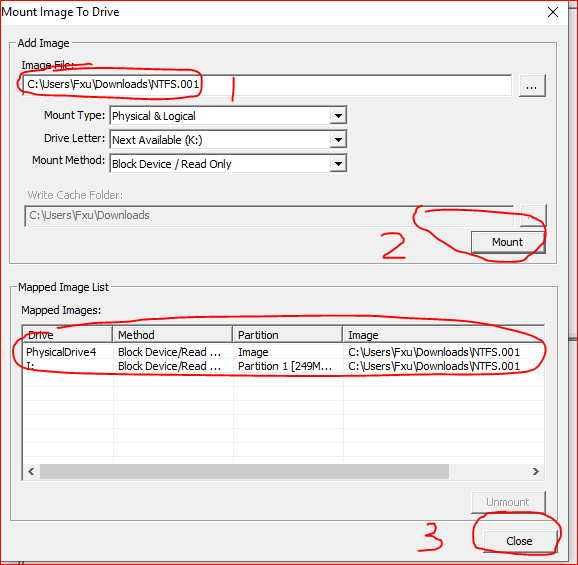 Mount Image To Drive
Add Image
Image File:
C:\Users\Fxu\Downloads\NTFS.001
...
1
Mount Type: Physical & Logical
Drive Letter: Next Available (K:)
Mount Method: Block Device / Read Only
Write Cache Folder:
C:\Users\Fxu\Downloads
2
Mount
Mapped Image List
Mapped Images:
Drive Method Partition Image
PhysicalDrive4 Block Device/Read ... Image C:\Users\Fxu\Downloads\NTFS.001
I: Block Device/Read ... Partition 1 [249M... C:\Users\Fxu\Downloads\NTFS.001
Unmount
3
Close